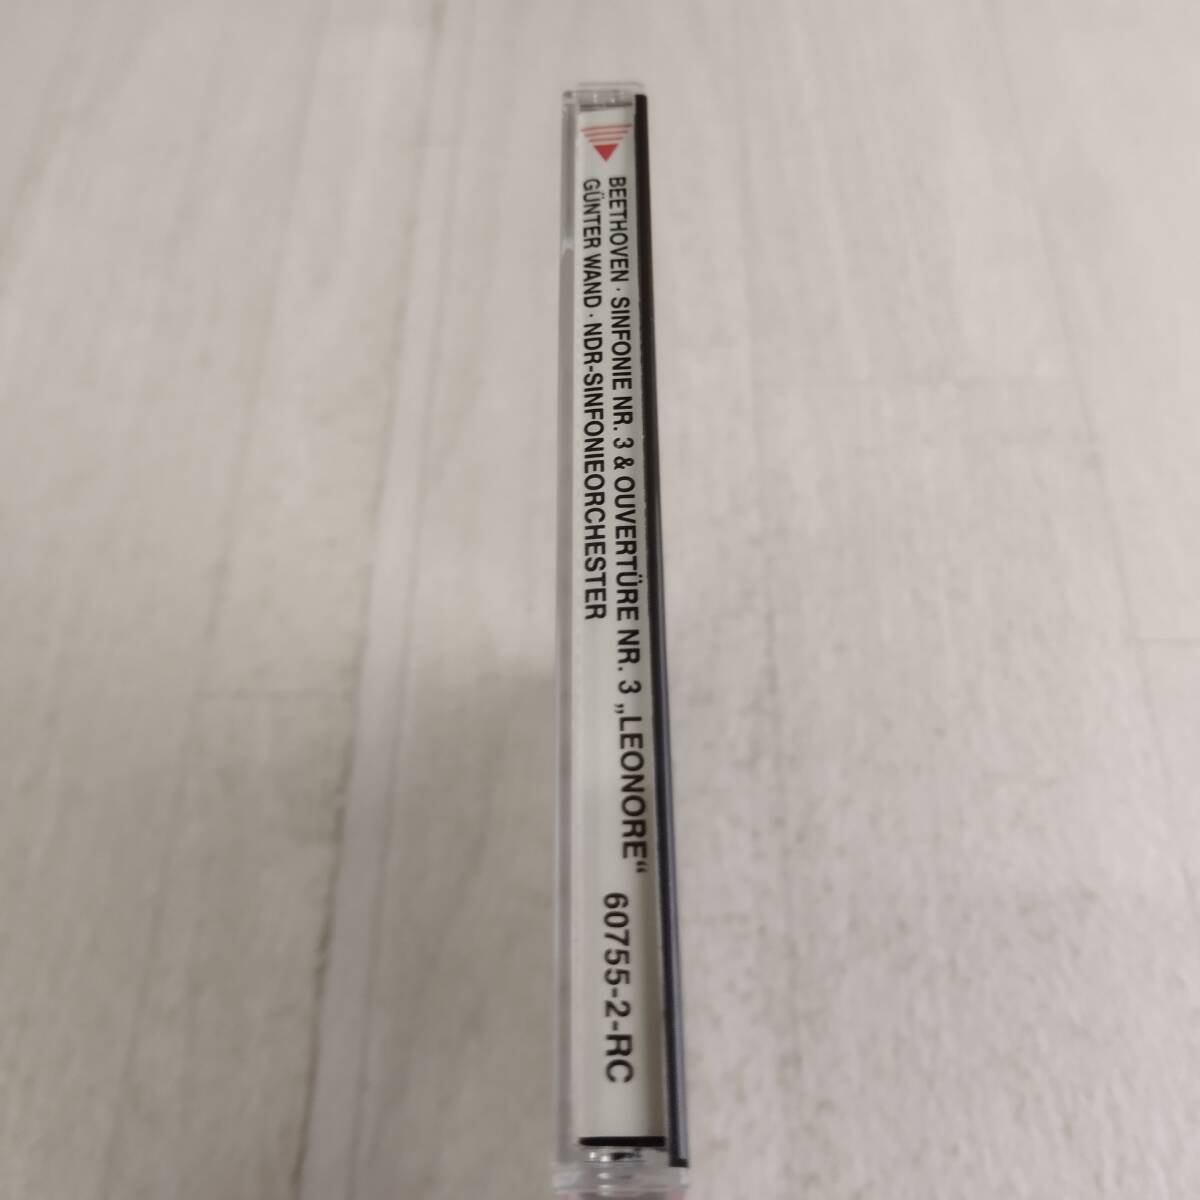 BEETHOVEN · SINFONIE NR. 3 & OUVERTÜRE NR. 3 „LEONORE“
GÜNTER WAND · NDR-SINFONIEORCHESTER
60755-2-RC